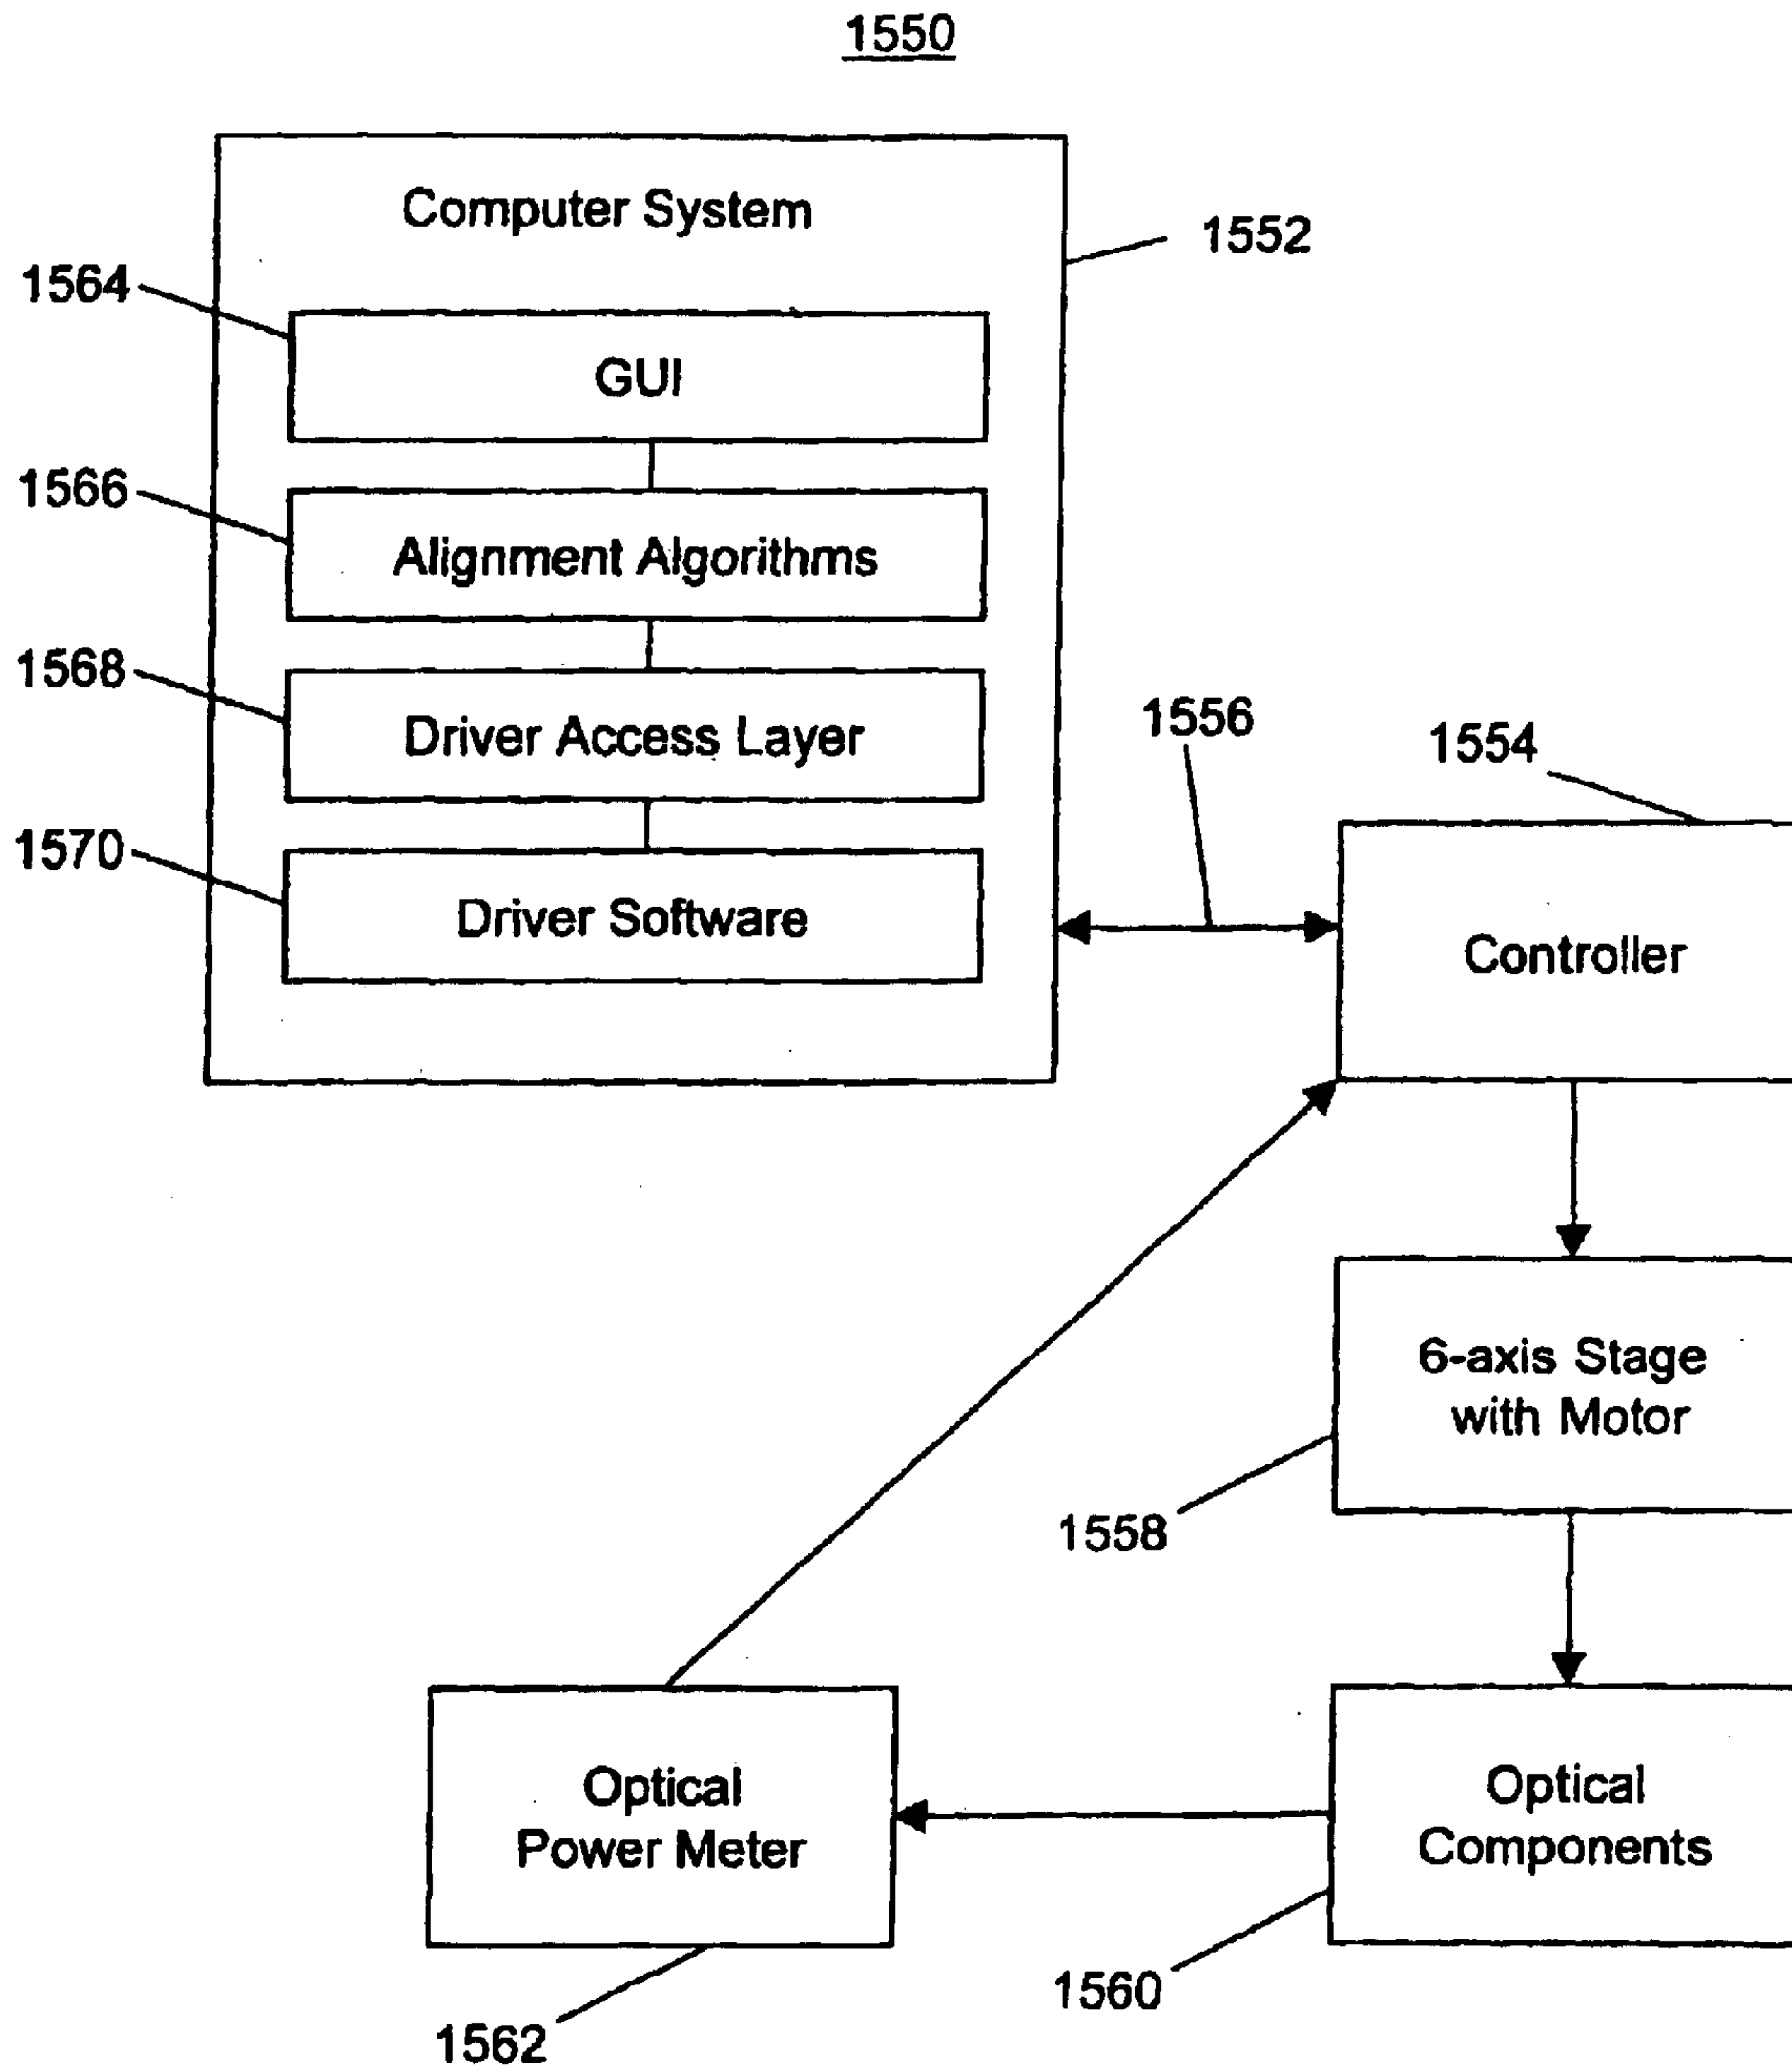 1550
Computer System
1552
1564
GUI
1566
Alignment Algorithms
1568
Driver Access Layer
1556
1554
1570
Driver Software
Controller
6-axis Stage
with Motor
1558
Optical
Power Meter
Optical
Components
1560
1562